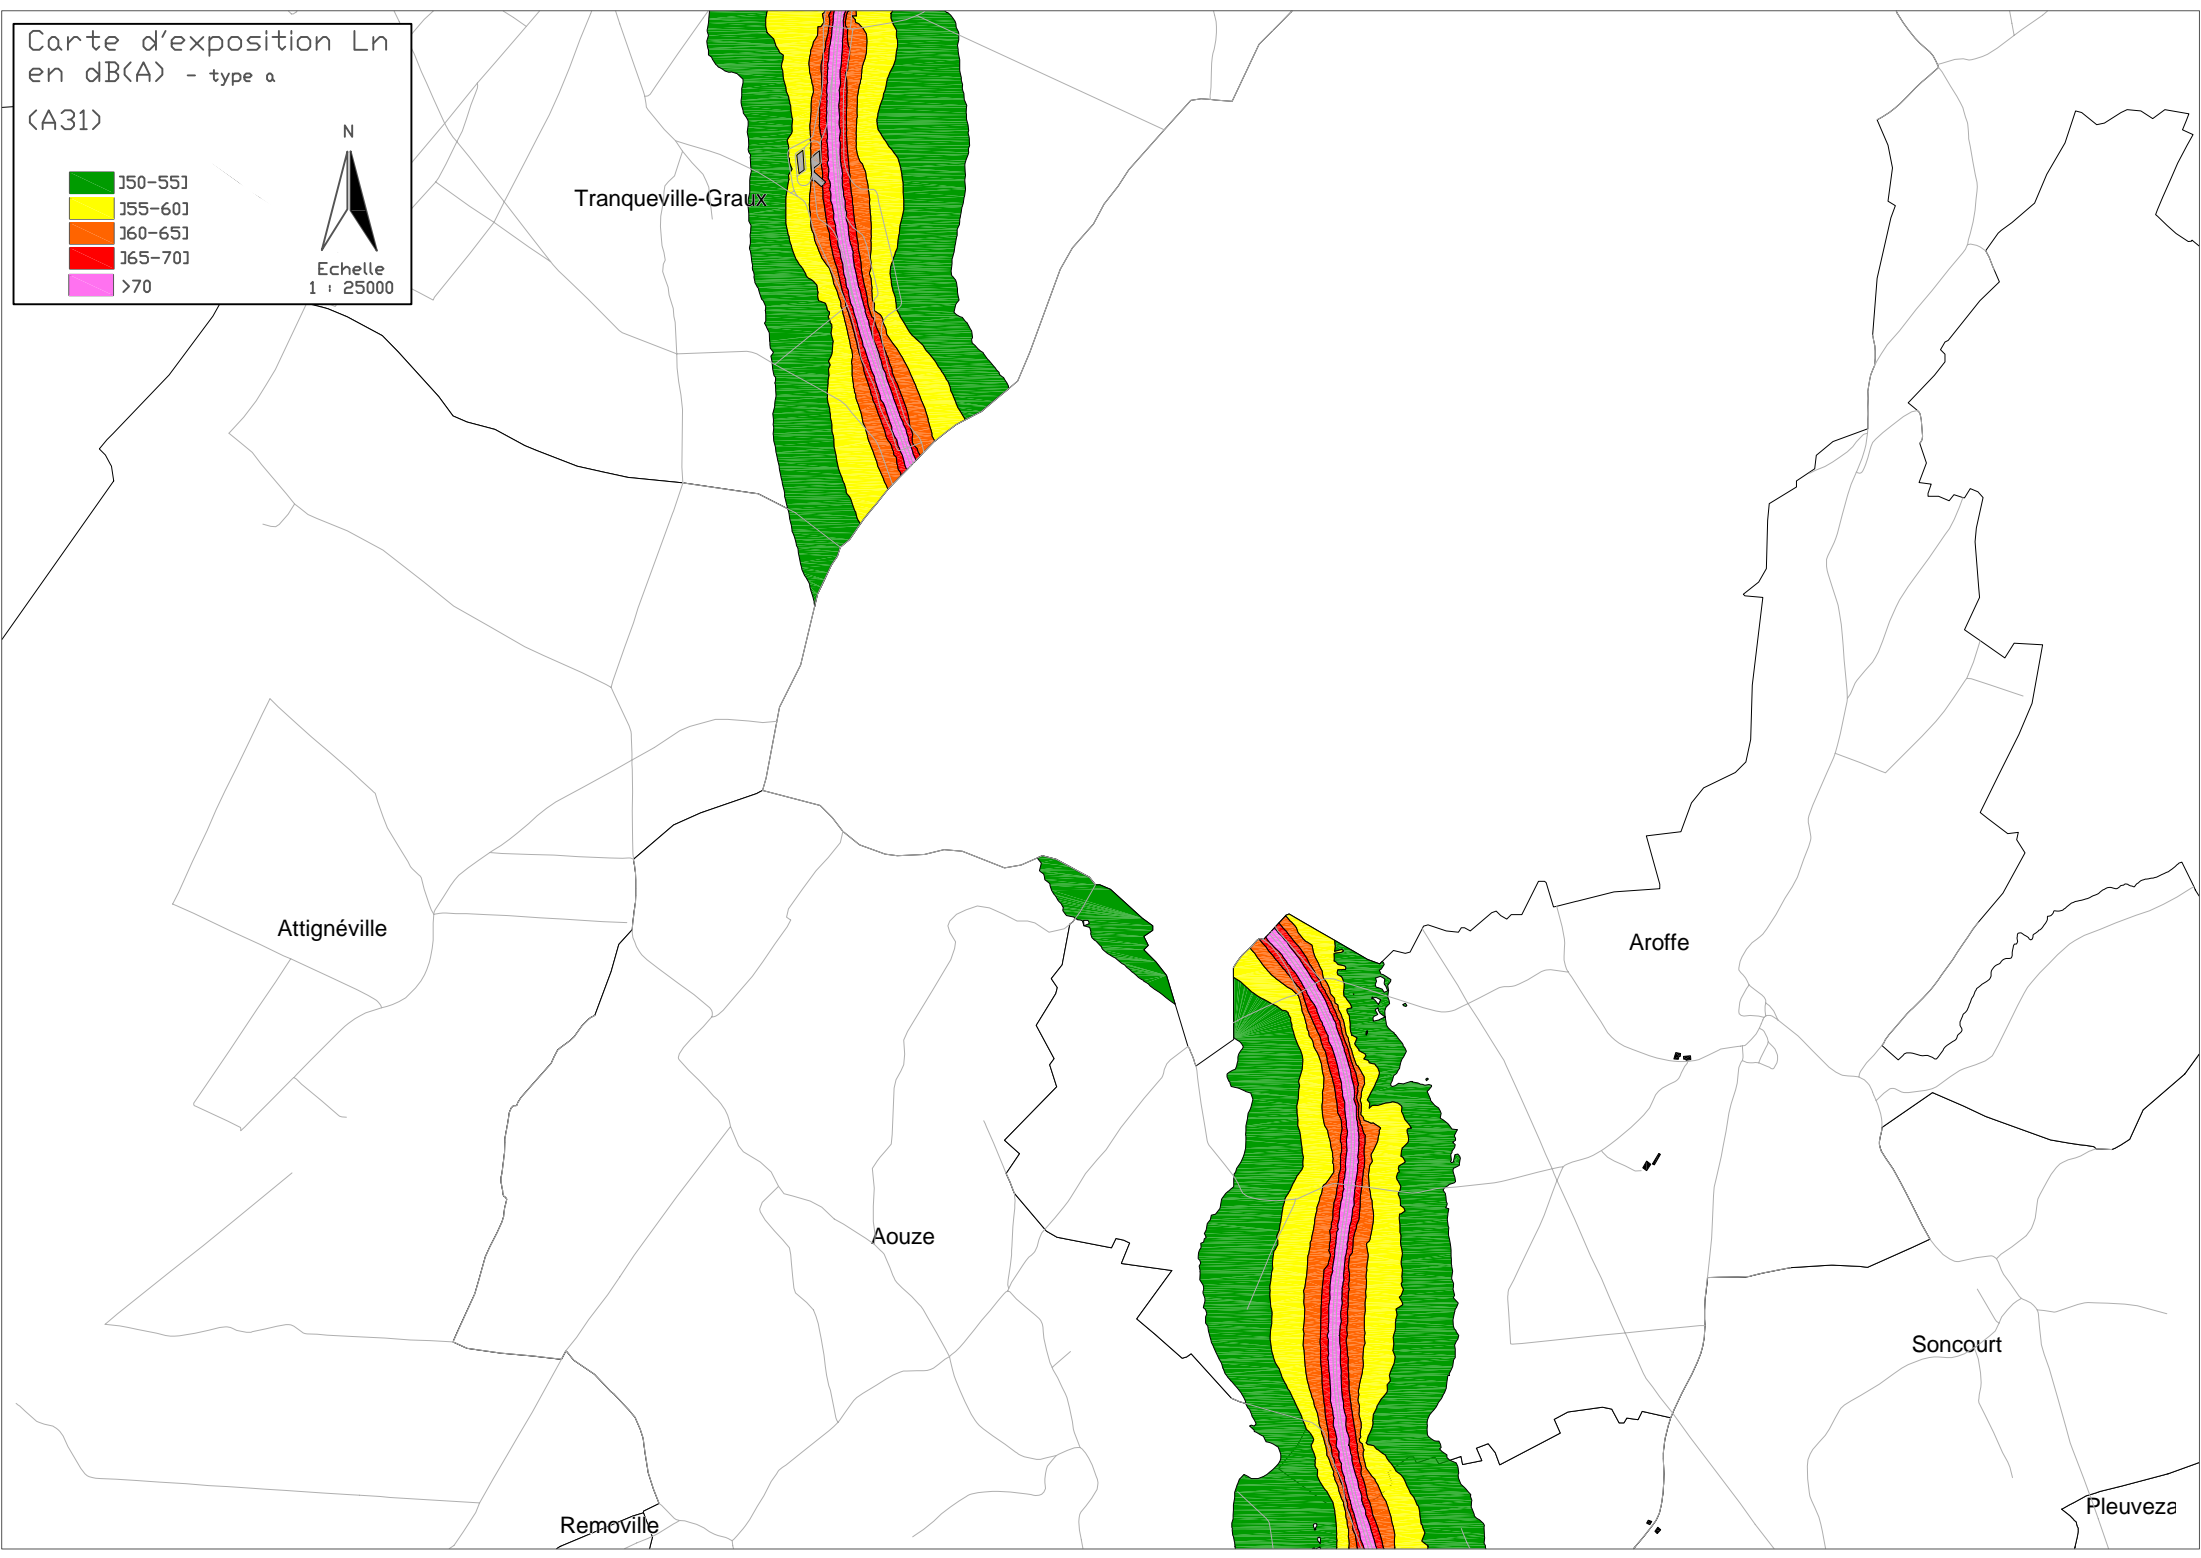 Carte d'exposition Ln
en dB(A) - type a
(A31)
N
]50-55]
]55-60]
]60-65]
]65-70]
>70
Echelle
1 : 25000
Tranqueville-Graux
Attignéville
Aroffe
Aouze
Soncourt
Removille
Pleuveza